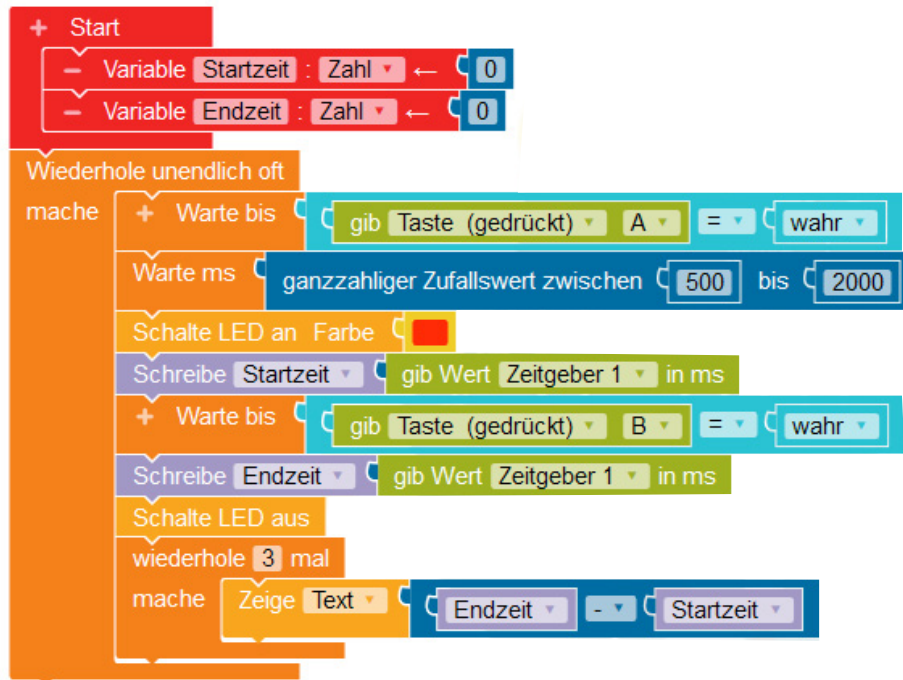 + Start
– Variable Startzeit : Zahl ▾ ← 0
– Variable Endzeit : Zahl ▾ ← 0
Wiederhole unendlich oft
mache + Warte bis gib Taste (gedrückt) ▾ A ▾ = ▾ wahr ▾
Warte ms ganzzahliger Zufallswert zwischen 500 bis 2000
Schalte LED an Farbe
Schreibe Startzeit ▾ gib Wert Zeitgeber 1 ▾ in ms
+ Warte bis gib Taste (gedrückt) ▾ B ▾ = ▾ wahr ▾
Schreibe Endzeit ▾ gib Wert Zeitgeber 1 ▾ in ms
Schalte LED aus
wiederhole 3 mal
mache Zeige Text ▾ Endzeit ▾ - ▾ Startzeit ▾